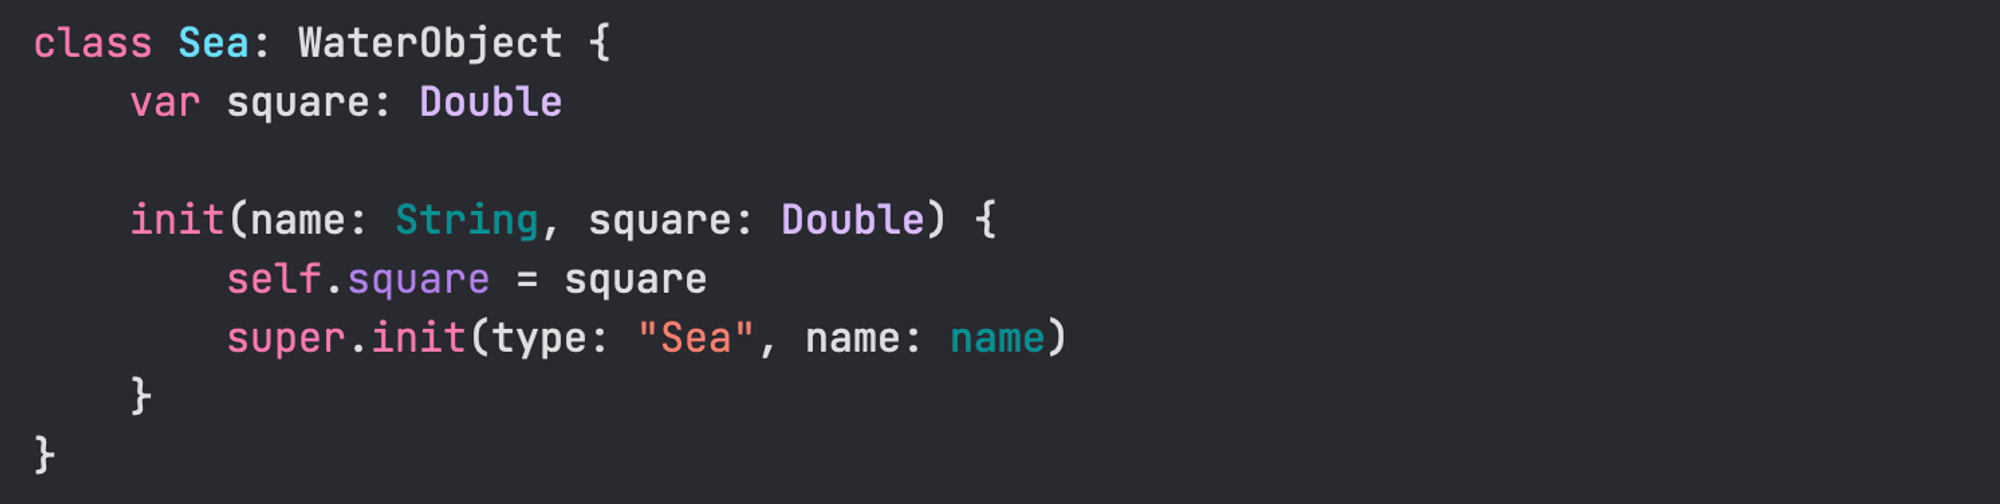 class Sea: WaterObject {
    var square: Double

    init(name: String, square: Double) {
        self.square = square
        super.init(type: "Sea", name: name)
    }
}